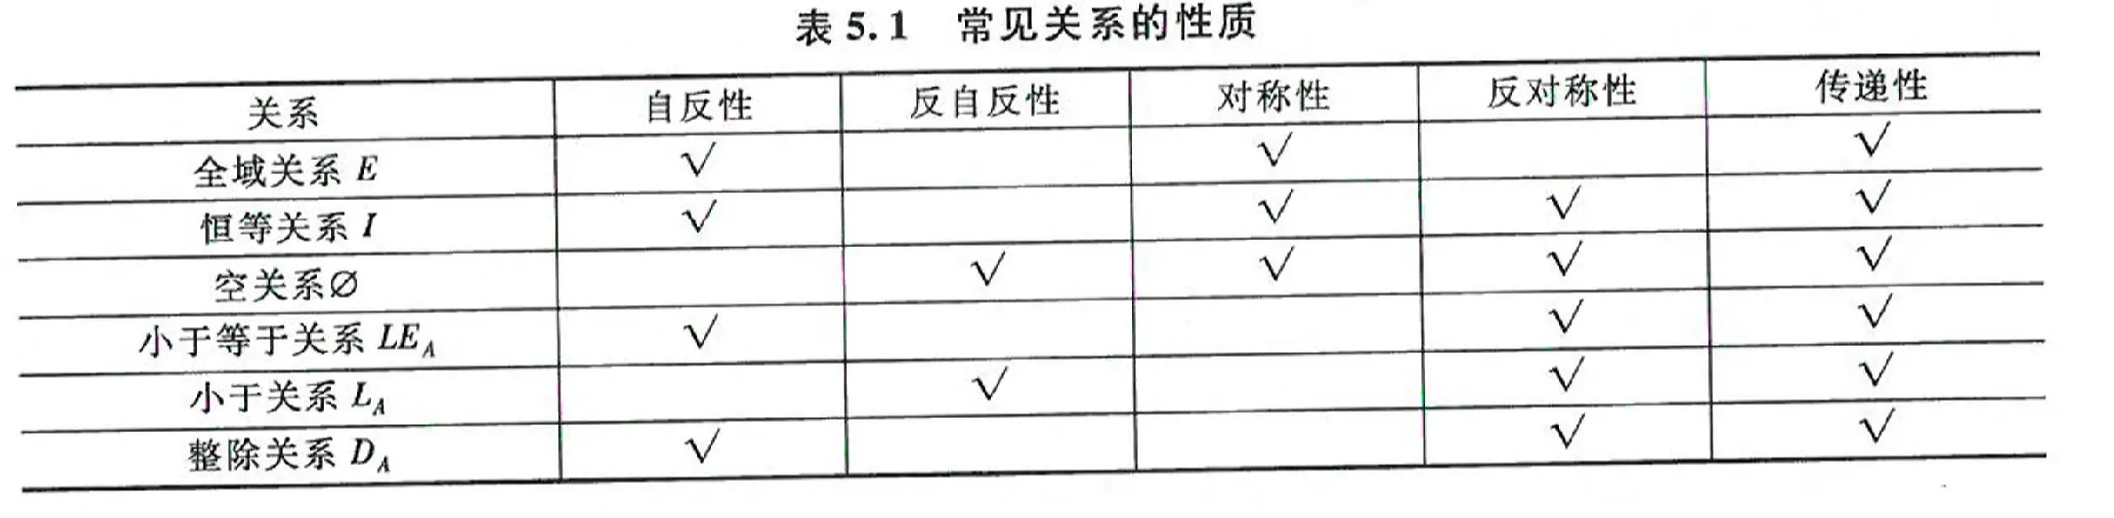 表 5.1 常见关系的性质
关系 自反性 反自反性 对称性 反对称性 传递性
全域关系 E √ √ √
恒等关系 I √ √ √ √
空关系∅ √ √ √ √
小于等于关系 LE_A √ √ √
小于关系 L_A √ √ √
整除关系 D_A √ √ √